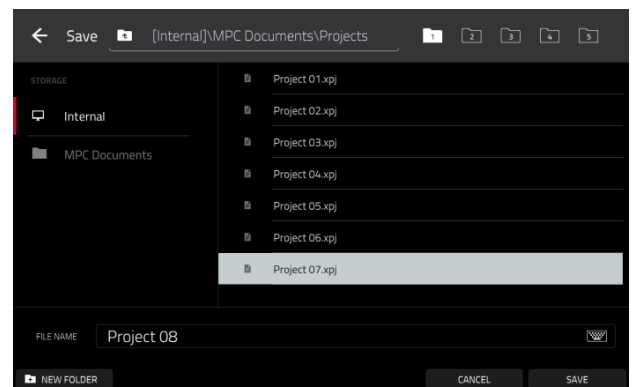 Save [Internal]\MPC Documents\Projects 1 2 3 4 5
STORAGE
Internal
MPC Documents
Project 01.xpj
Project 02.xpj
Project 03.xpj
Project 04.xpj
Project 05.xpj
Project 06.xpj
Project 07.xpj
FILE NAME Project 08
NEW FOLDER CANCEL SAVE